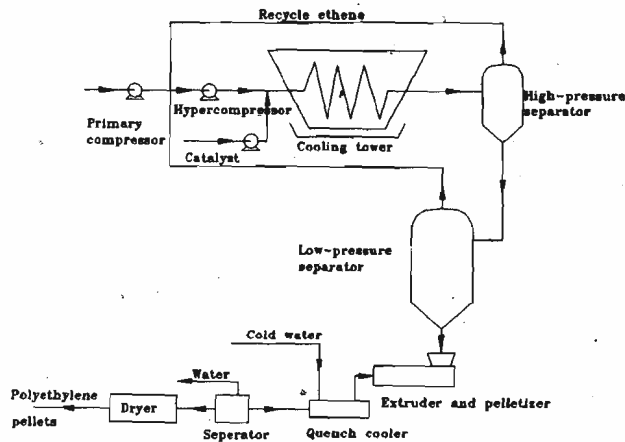 Recycle ethene
Hypercompressor
High-pressure
separator
Primary
compressor
Catalyst
Cooling tower
Low-pressure
separator
Cold water
Water
Polyethylene
pellets
Dryer
Seperator
Quench cooler
Extruder and pelletizer